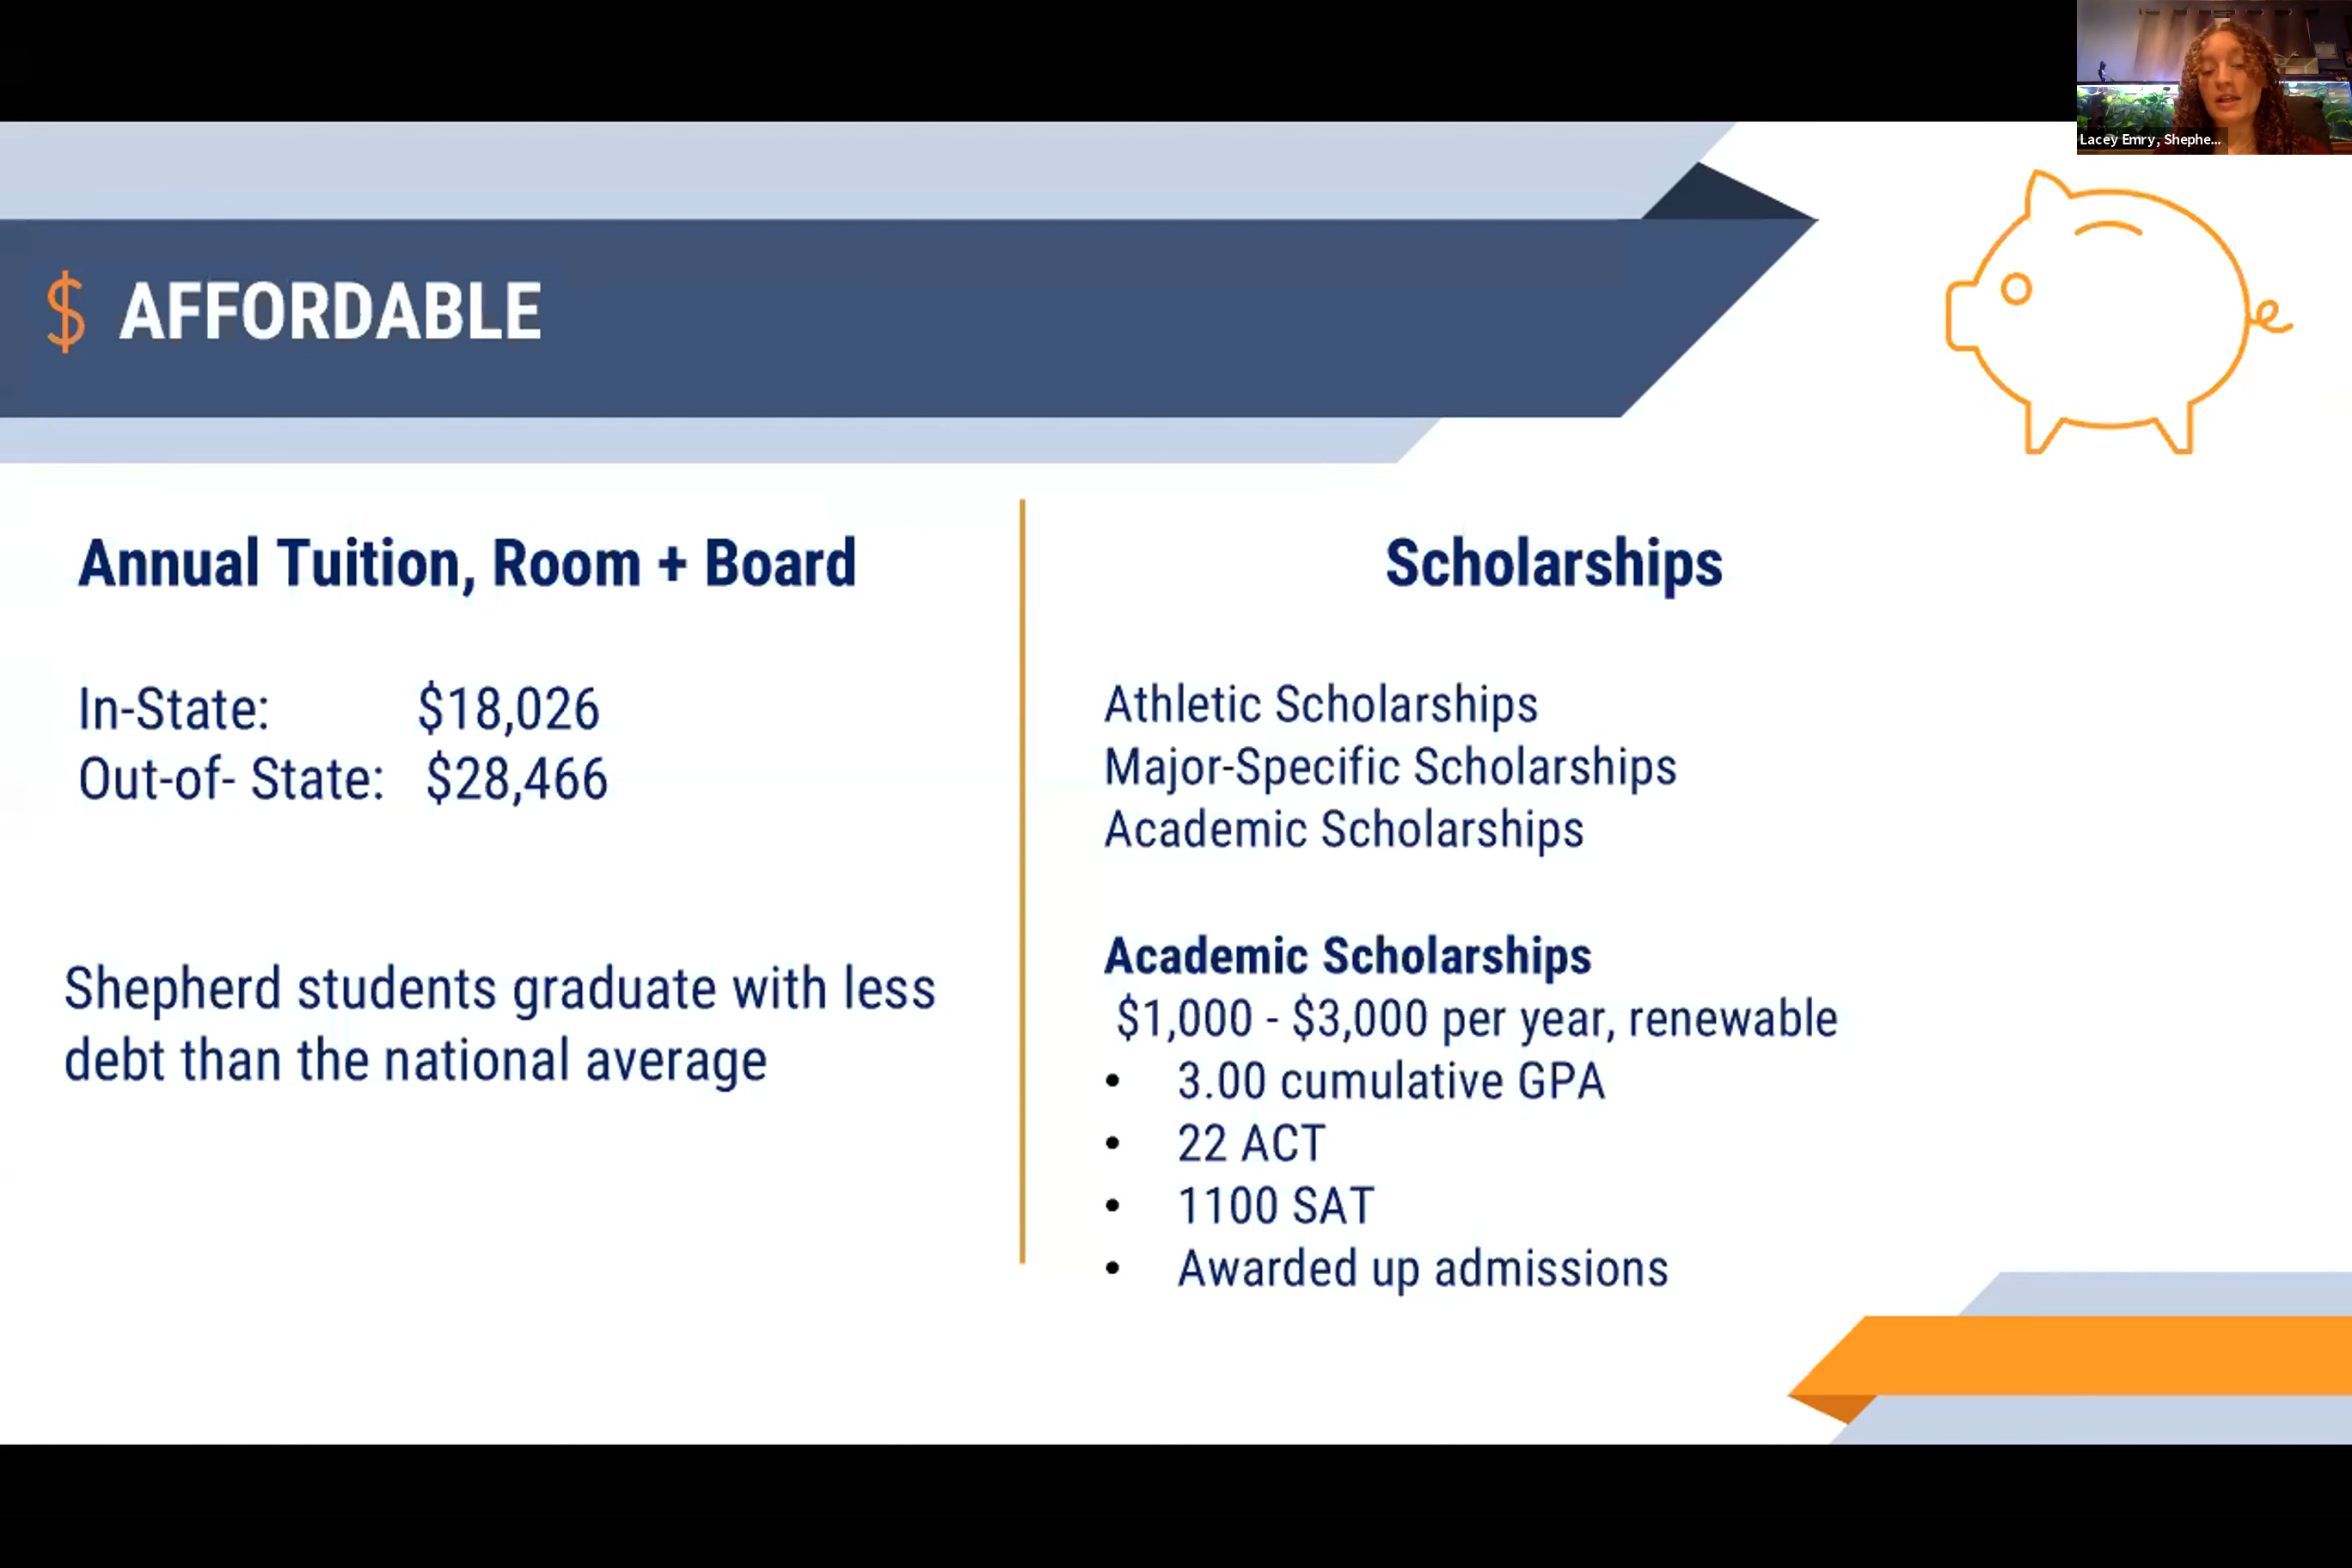 Lacey Emry, Shephe...
$ AFFORDABLE
Annual Tuition, Room + Board
In-State: $18,026
Out-of- State: $28,466
Shepherd students graduate with less
debt than the national average
Scholarships
Athletic Scholarships
Major-Specific Scholarships
Academic Scholarships
Academic Scholarships
$1,000 - $3,000 per year, renewable
• 3.00 cumulative GPA
• 22 ACT
• 1100 SAT
• Awarded up admissions